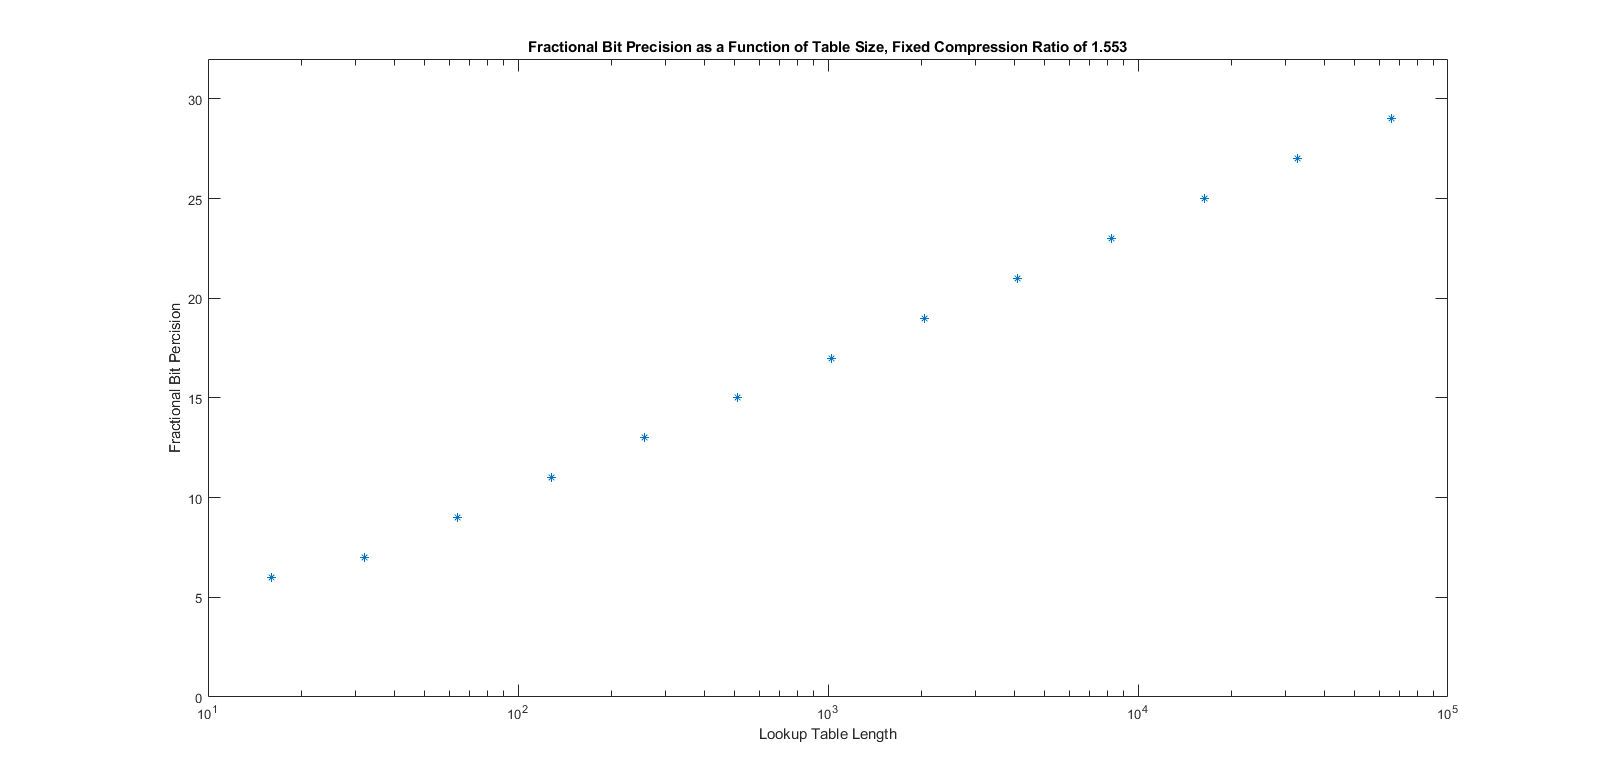 Fractional Bit Precision as a Function of Table Size, Fixed Compression Ratio of 1.553
Fractional Bit Percision
30
25
20
15
10
5
0
10^1 10^2 10^3 10^4 10^5
Lookup Table Length